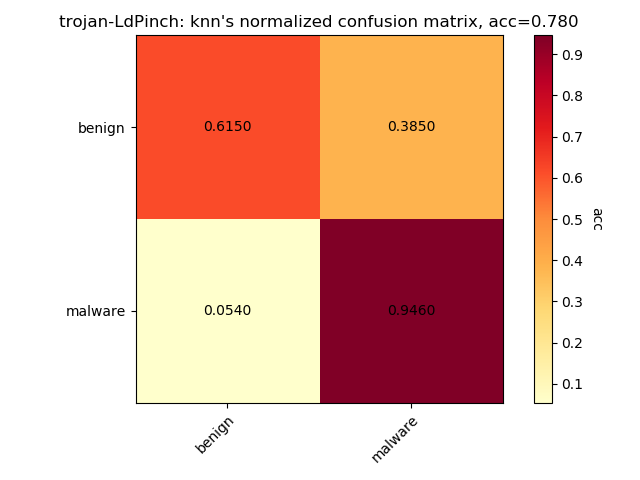 trojan-LdPinch: knn's normalized confusion matrix, acc=0.780
benign
0.6150
0.3850
malware
0.0540
0.9460
benign
malware
0.9
0.8
0.7
0.6
0.5
0.4
0.3
0.2
0.1
acc